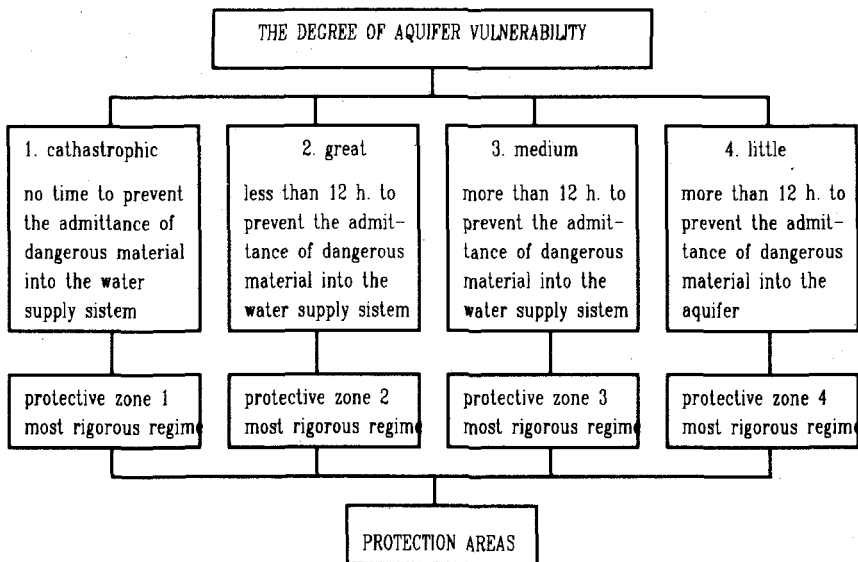 THE DEGREE OF AQUIFER VULNERABILITY
1. cathastrophic
no time to prevent
the admittance of
dangerous material
into the water
supply sistem
2. great
less than 12 h. to
prevent the admit-
tance of dangerous
material into the
water supply sistem
3. medium
more than 12 h. to
prevent the admit-
tance of dangerous
material into the
water supply sistem
4. little
more than 12 h. to
prevent the admit-
tance of dangerous
material into the
aquifer
protective zone 1
most rigorous regime
protective zone 2
most rigorous regime
protective zone 3
most rigorous regime
protective zone 4
most rigorous regime
PROTECTION AREAS